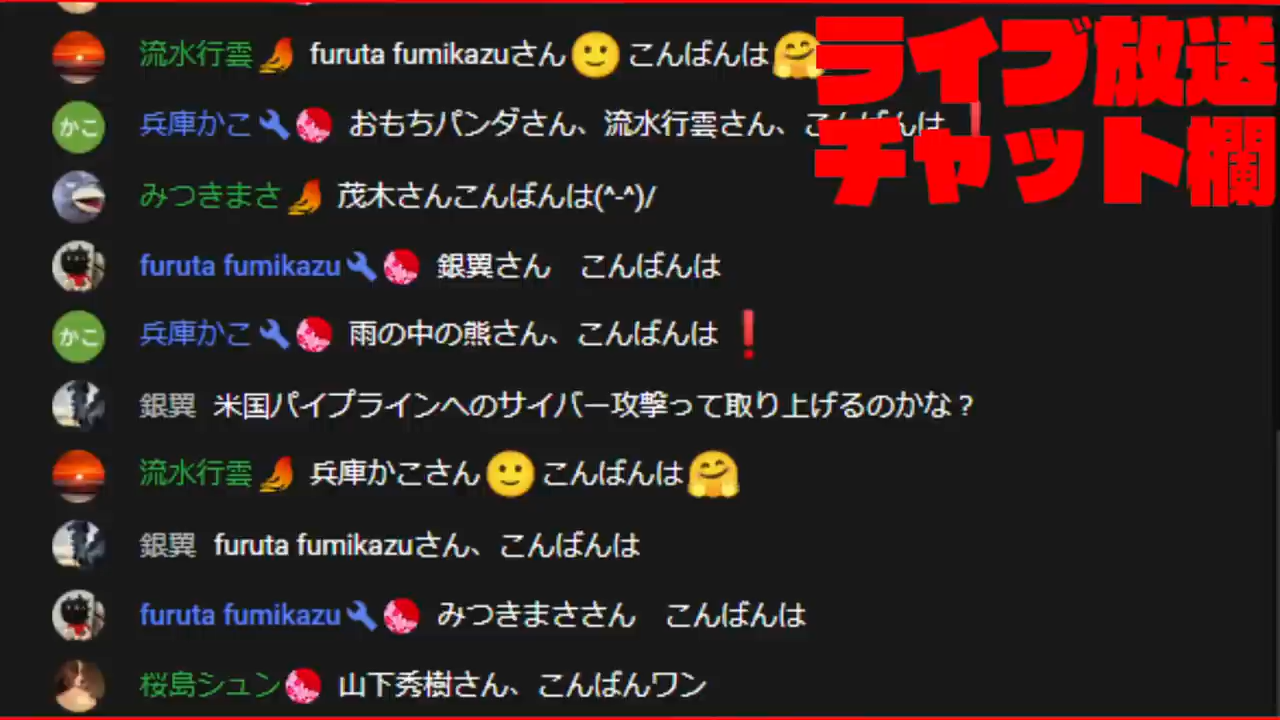 ライブ放送
チャット欄
流水行雲 furuta fumikazuさん🙂こんばんは🤗
かこ 兵庫かこ おもちパンダさん、流水行雲さん、こんばんは❗
みつきまさ 茂木さんこんばんは(^-^)/
furuta fumikazu 銀翼さん　こんばんは
かこ 兵庫かこ 雨の中の熊さん、こんばんは❗
銀翼 米国パイプラインへのサイバー攻撃って取り上げるのかな？
流水行雲 兵庫かこさん🙂こんばんは🤗
銀翼 furuta fumikazuさん、こんばんは
furuta fumikazu みつきまささん　こんばんは
桜島シュン 山下秀樹さん、こんばんワン